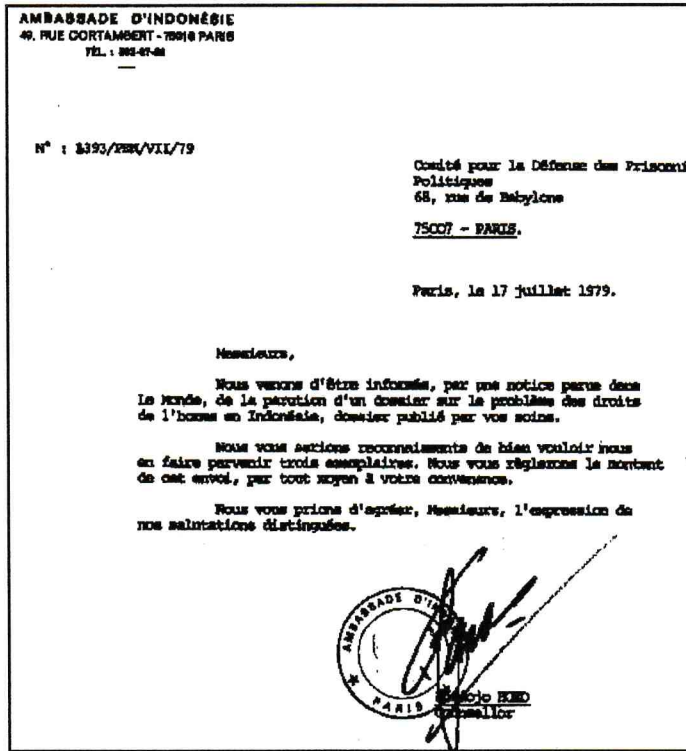 AMBASSADE D'INDONÉSIE
49, RUE CORTAMBERT - 75016 PARIS
TÉL. :
N° : /VII/79
Comité pour la Défense des Prisonni
Politiques
68, rue de Babylone
75007 - PARIS.
Paris, le 17 juillet 1979.
Messieurs,
Nous venons d'être informés, par une notice parue dans
Le Monde, de la parution d'un dossier sur le problème des droits
de l'homme en Indonésie, dossier publié par vos soins.
Nous vous serions reconnaissants de bien vouloir nous
en faire parvenir trois exemplaires. Nous vous règlerons le montant
de cet envoi, par tout moyen à votre convenance.
Nous vous prions d'agréer, Messieurs, l'expression de
nos salutations distinguées.
AMBASSADE D'IN
PARIS
Counsellor